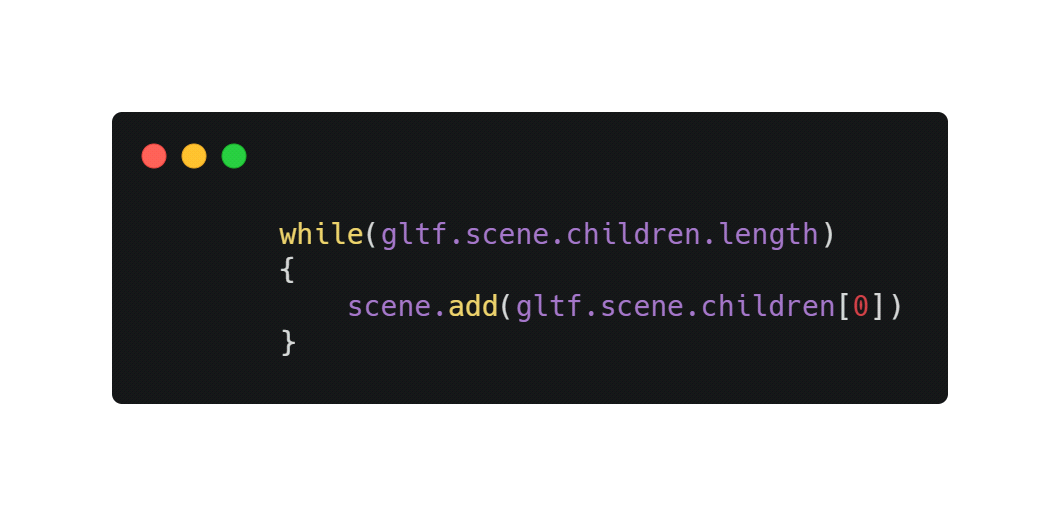 while(gltf.scene.children.length)
{
    scene.add(gltf.scene.children[0])
}